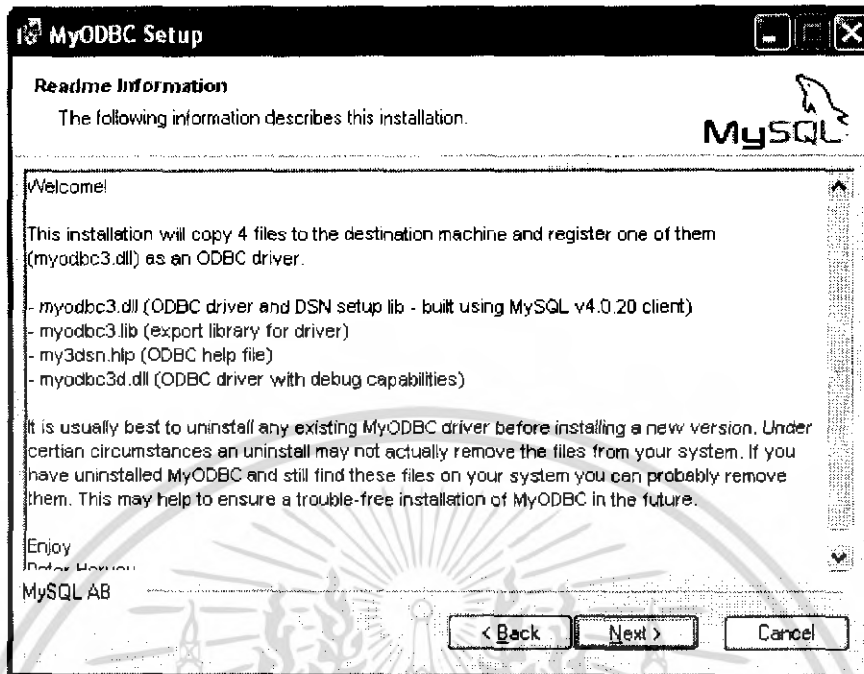 MyODBC Setup
Readme Information
The following information describes this installation.
MySQL
Welcome!
This installation will copy 4 files to the destination machine and register one of them
(myodbc3.dll) as an ODBC driver.
- myodbc3.dll (ODBC driver and DSN setup lib - built using MySQL v4.0.20 client)
- myodbc3.lib (export library for driver)
- my3dsn.hlp (ODBC help file)
- myodbc3d.dll (ODBC driver with debug capabilities)
It is usually best to uninstall any existing MyODBC driver before installing a new version. Under
certian circumstances an uninstall may not actually remove the files from your system. If you
have uninstalled MyODBC and still find these files on your system you can probably remove
them. This may help to ensure a trouble-free installation of MyODBC in the future.
Enjoy
MySQL AB
< Back Next > Cancel